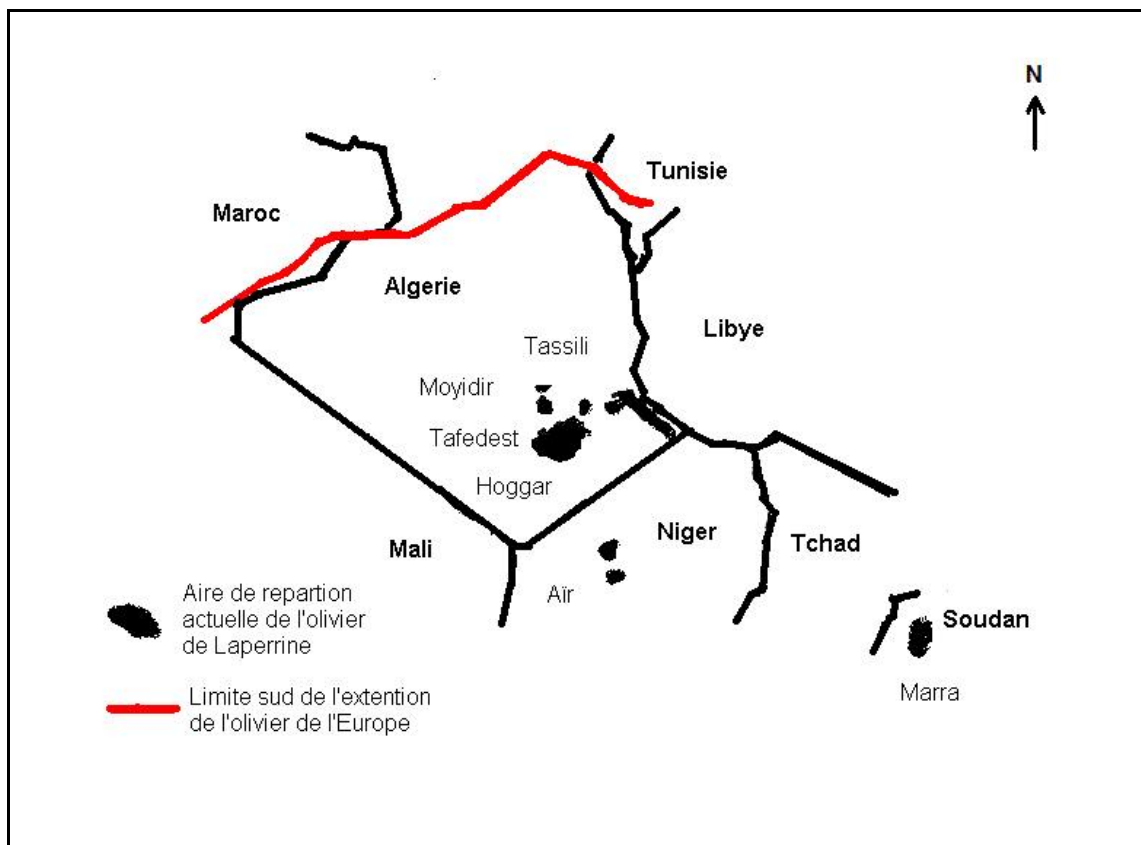 N
Tunisie
Maroc
Algerie
Libye
Tassili
Moyidir
Tafedest
Hoggar
Niger
Mali
Tchad
Aïr
Aire de repartion
actuelle de l'olivier
de Laperrine
Soudan
Marra
Limite sud de l'extention
de l'olivier de l'Europe